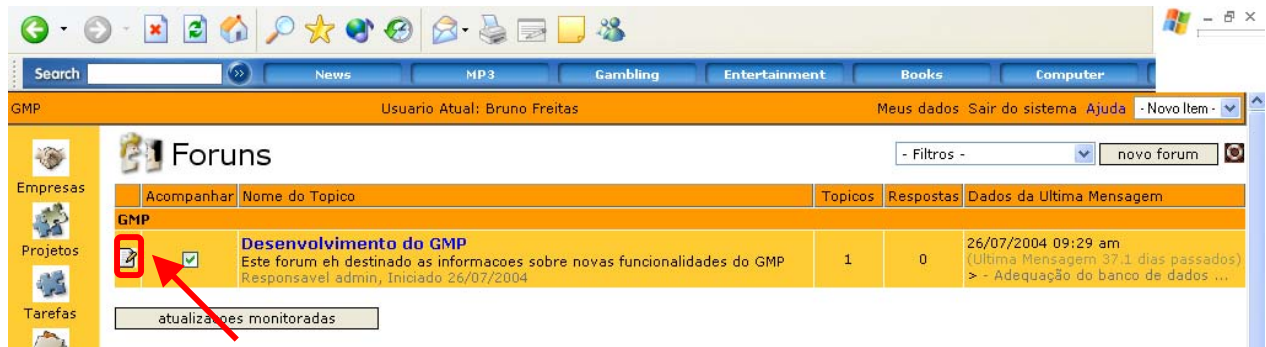 Search News MP3 Gambling Entertainment Books Computer
GMP Usuario Atual: Bruno Freitas Meus dados Sair do sistema Ajuda - Novo Item -
Foruns - Filtros - novo forum
Empresas
Acompanhar Nome do Topico Topicos Respostas Dados da Ultima Mensagem
GMP
Projetos
Desenvolvimento do GMP 26/07/2004 09:29 am
Este forum eh destinado as informacoes sobre novas funcionalidades do GMP 1 0 (Ultima Mensagem 37.1 dias passados)
Responsavel admin, Iniciado 26/07/2004 > - Adequação do banco de dados ...
Tarefas
atualizacoes monitoradas